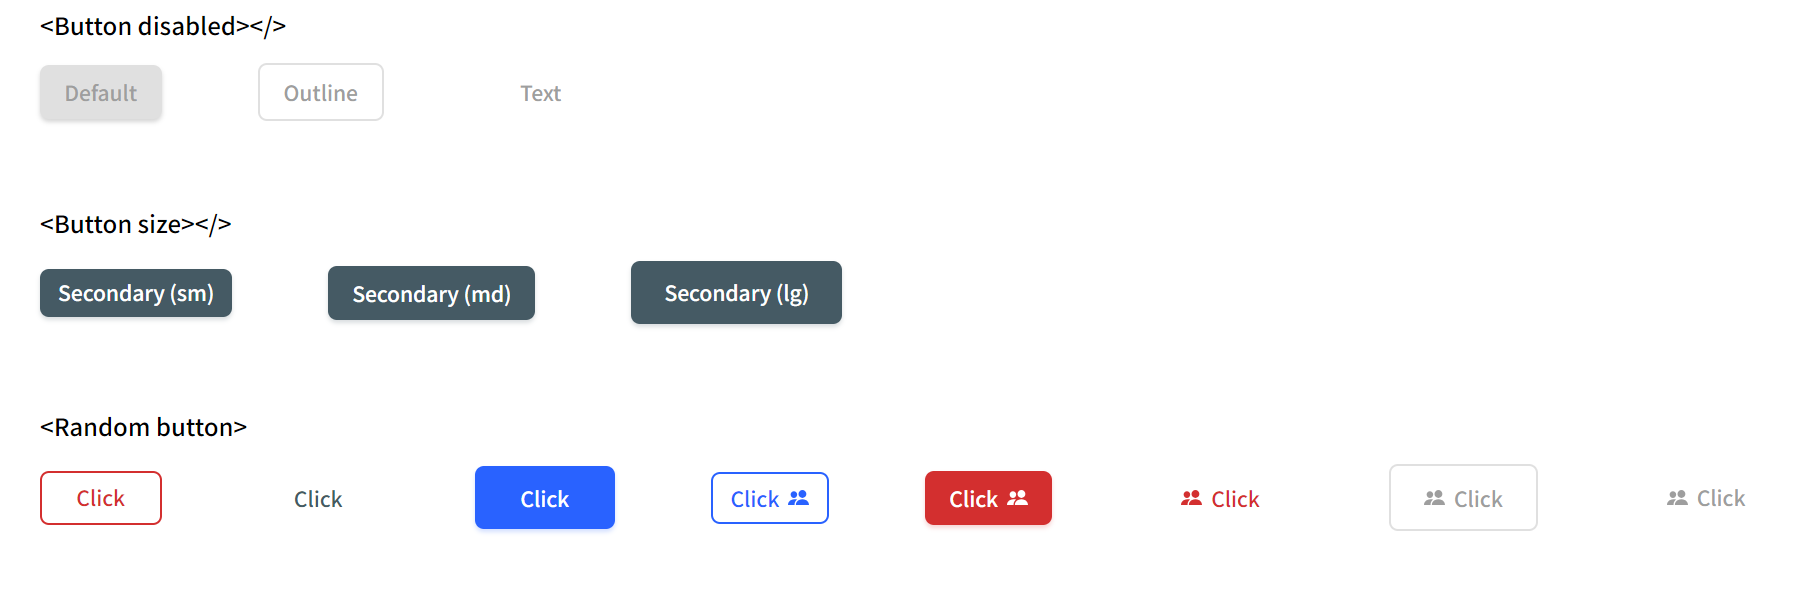 <Button disabled></>
Default Outline Text
<Button size></>
Secondary (sm) Secondary (md) Secondary (lg)
<Random button>
Click Click Click Click Click Click Click Click